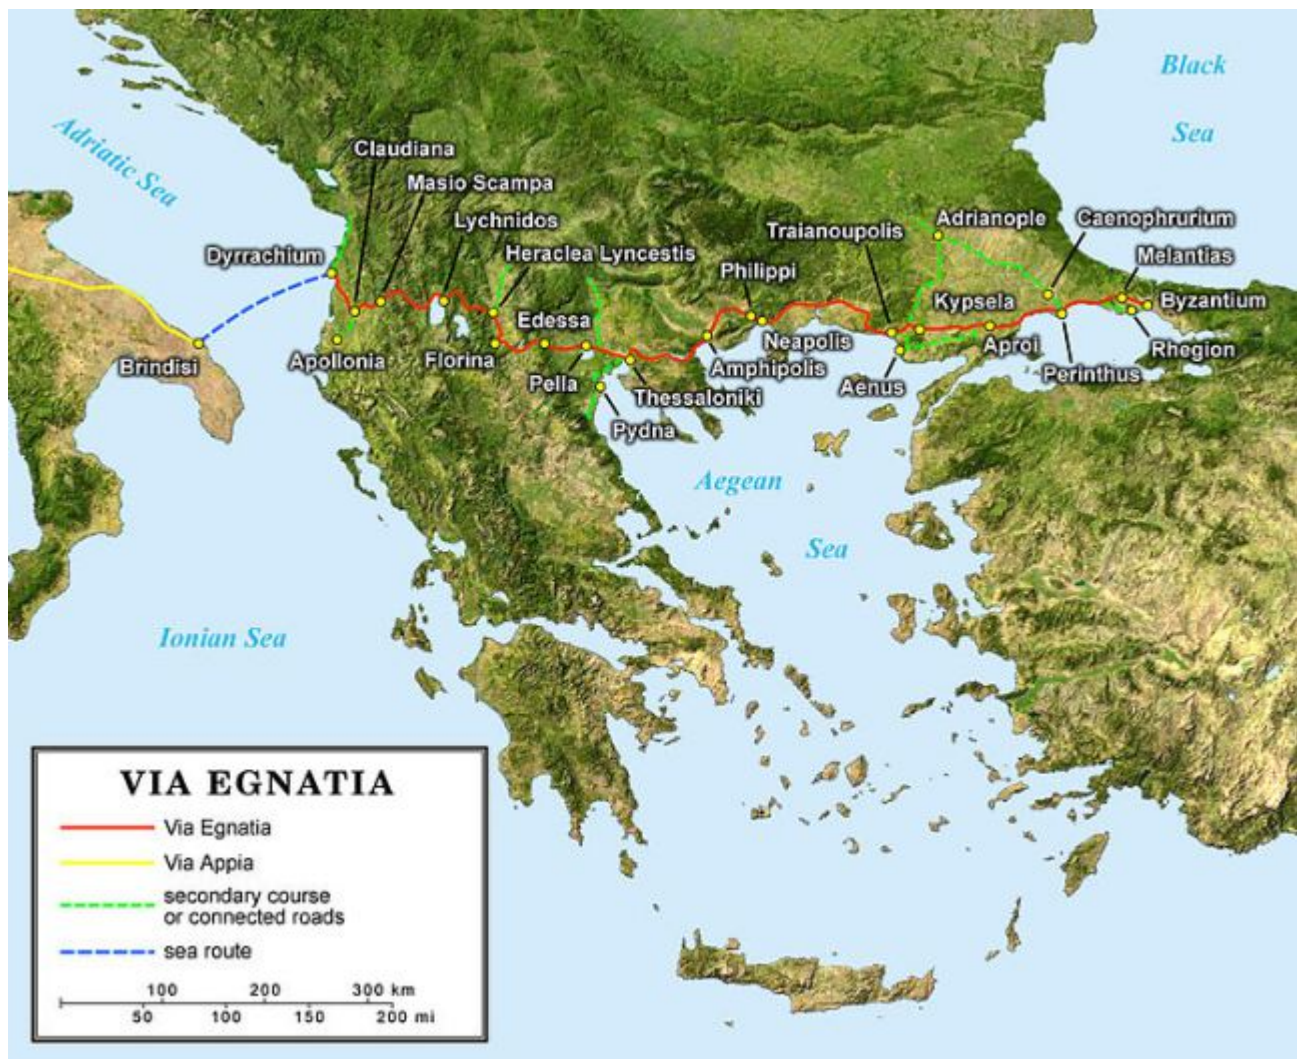 Black
Sea
Adriatic Sea
Claudiana
Masio Scampa
Lychnidos
Dyrrachium
Heraclea Lyncestis
Philippi
Traianoupolis
Adrianople
Caenophrurium
Melantias
Byzantium
Brindisi
Apollonia
Florina
Edessa
Pella
Pydna
Thessaloniki
Amphipolis
Neapolis
Aenus
Kypsela
Aproi
Perinthus
Rhegion
Aegean
Sea
Ionian Sea
VIA EGNATIA
Via Egnatia
Via Appia
secondary course
or connected roads
sea route
100 200 300 km
50 100 150 200 mi